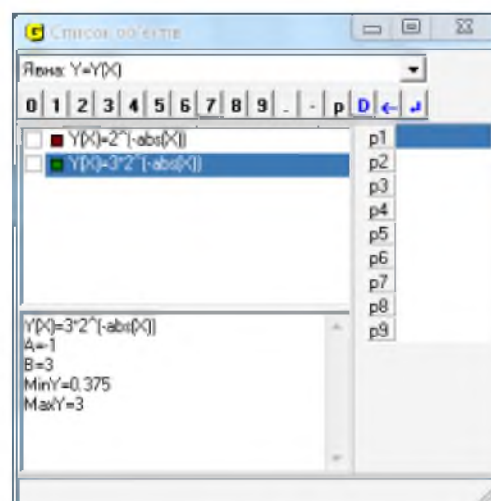 Список об'єктів
Явна: Y=Y(X)
0 1 2 3 4 5 6 7 8 9 . - p D ← ↲
Y(X)=2^(-abs(X))
Y(X)=3*2^(-abs(X))
p1
p2
p3
p4
p5
p6
p7
p8
p9
Y(X)=3*2^(-abs(X))
A=-1
B=3
MinY=0.375
MaxY=3